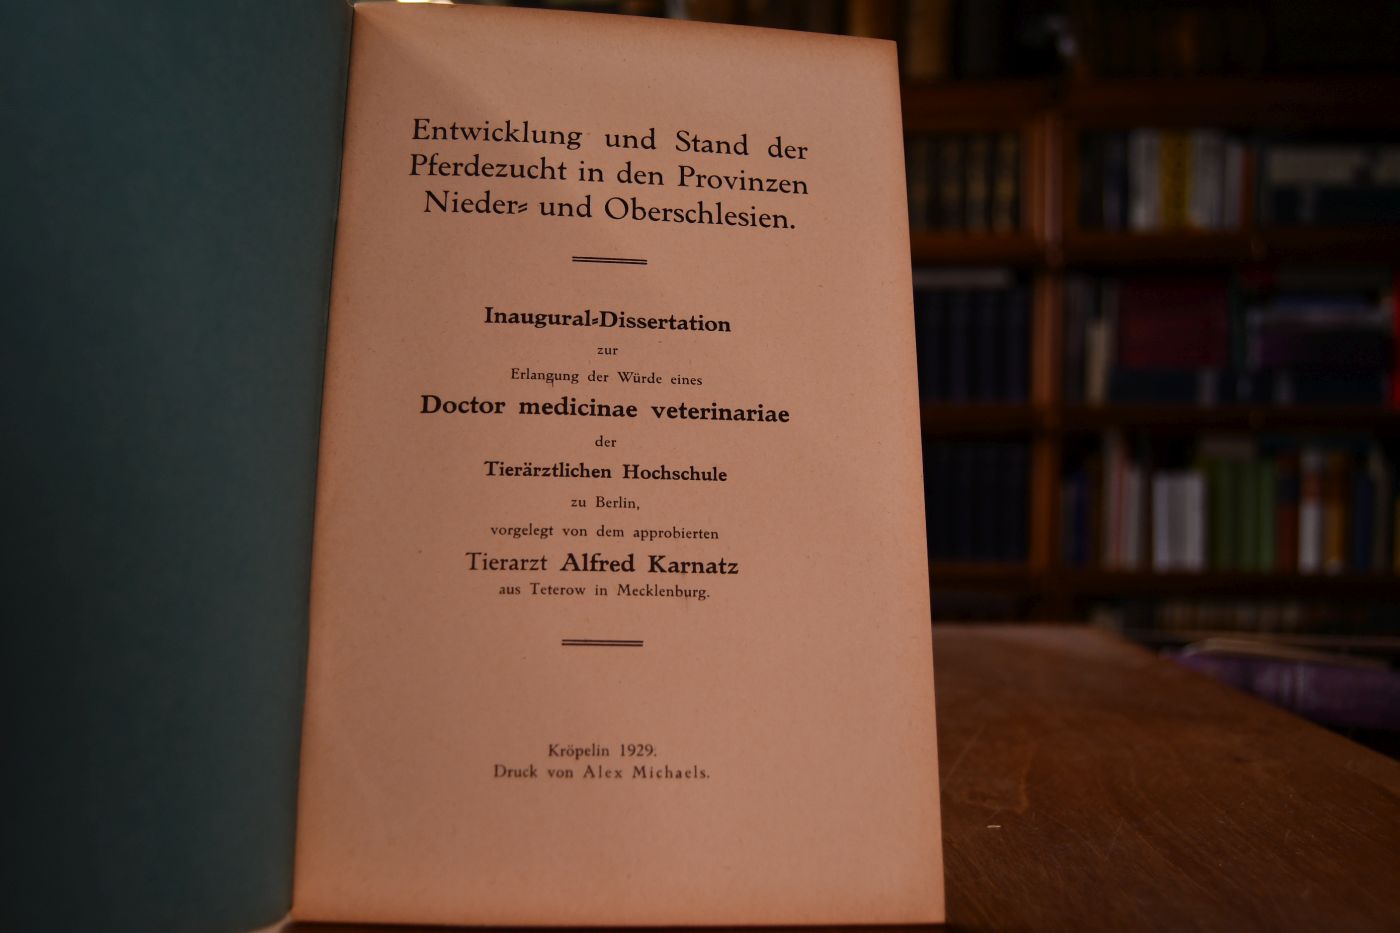 Entwicklung und Stand der
Pferdezucht in den Provinzen
Nieder⸗ und Oberschlesien.
Inaugural⸗Dissertation
zur
Erlangung der Würde eines
Doctor medicinae veterinariae
der
Tierärztlichen Hochschule
zu Berlin,
vorgelegt von dem approbierten
Tierarzt Alfred Karnatz
aus Teterow in Mecklenburg.
Kröpelin 1929.
Druck von Alex Michaels.